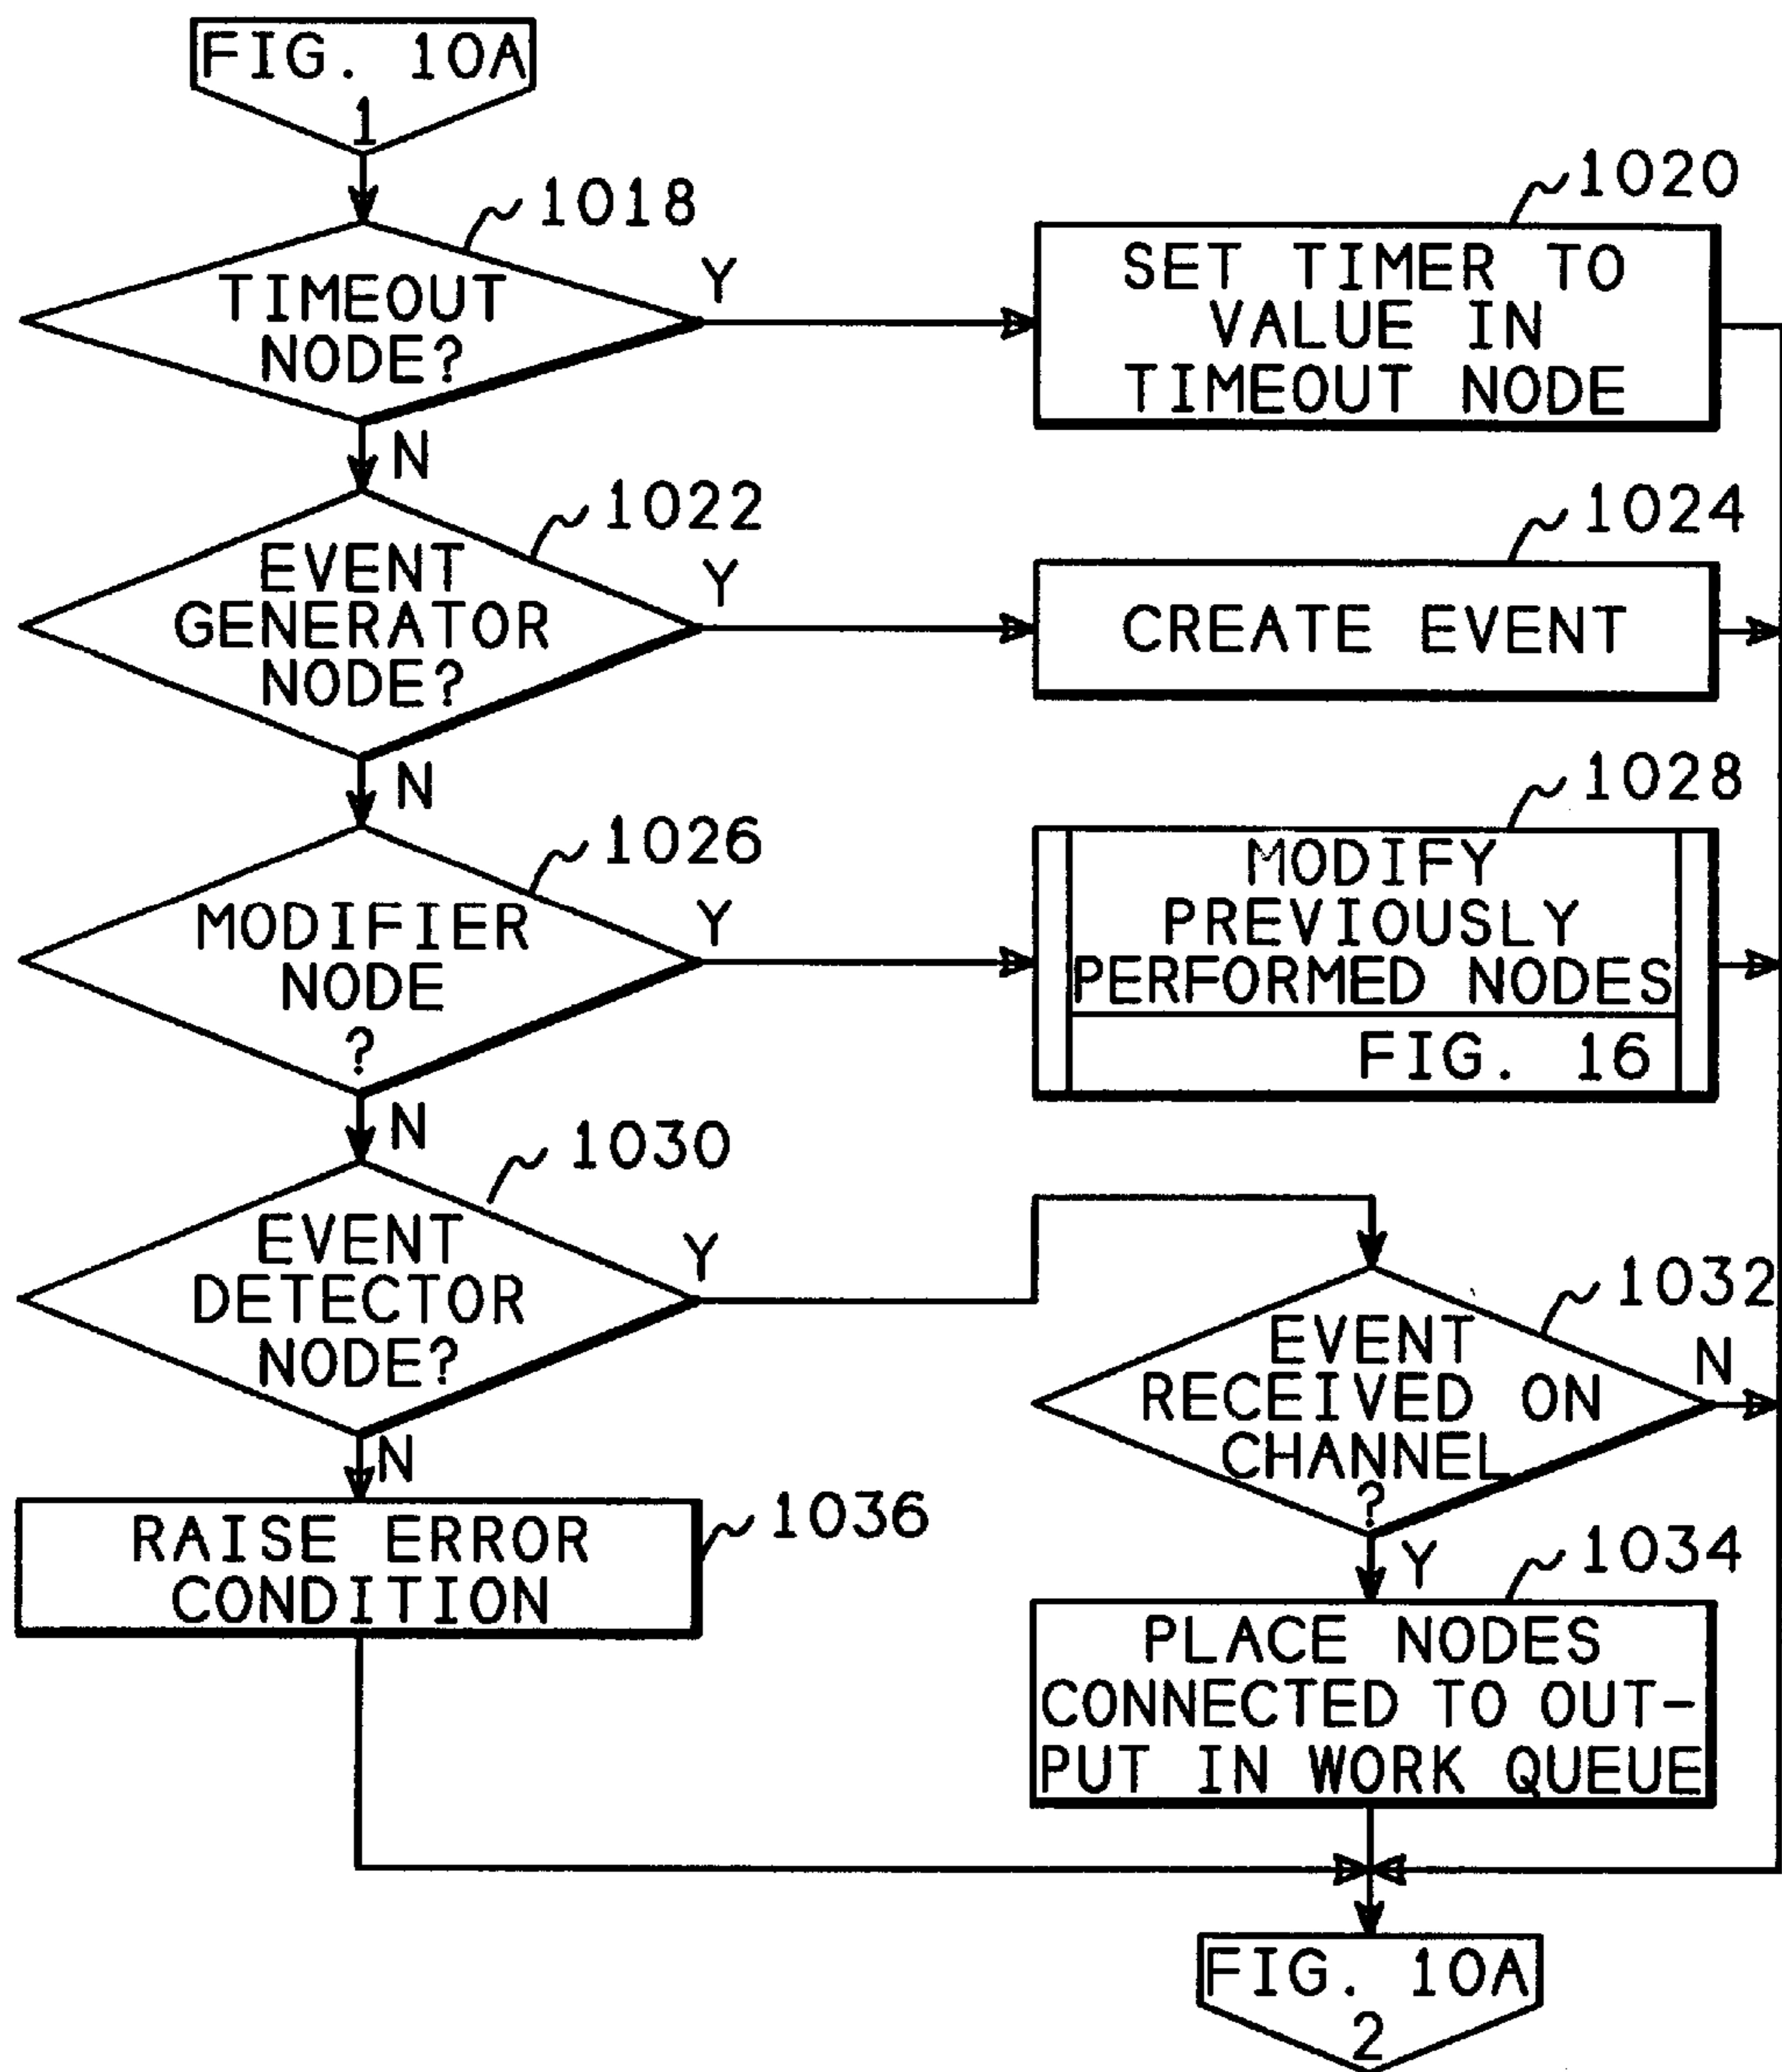 FIG. 10A
1
1018
TIMEOUT
NODE?
Y
N
1020
SET TIMER TO
VALUE IN
TIMEOUT NODE
1022
EVENT
GENERATOR
NODE?
Y
N
1024
CREATE EVENT
1026
MODIFIER
NODE
?
Y
N
1028
MODIFY
PREVIOUSLY
PERFORMED NODES
FIG. 16
1030
EVENT
DETECTOR
NODE?
Y
N
1032
EVENT
RECEIVED ON
CHANNEL
?
N
Y
1036
RAISE ERROR
CONDITION
1034
PLACE NODES
CONNECTED TO OUT-
PUT IN WORK QUEUE
FIG. 10A
2